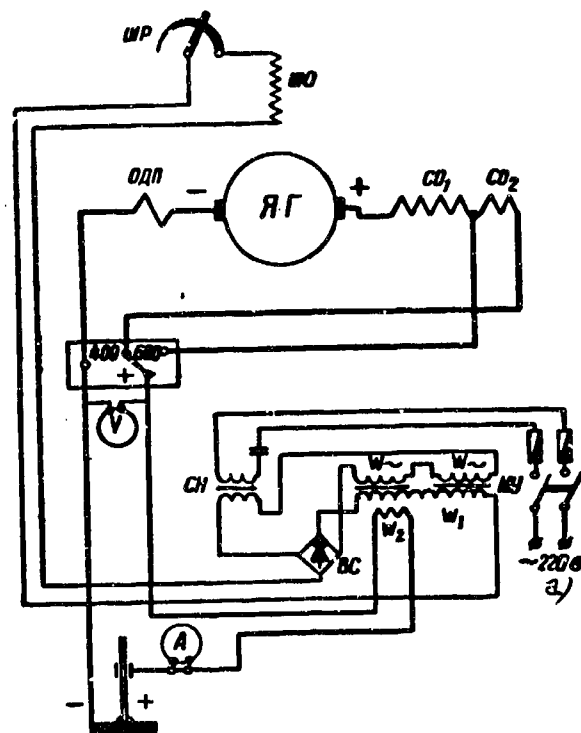 ШР
ШО
ОДП
−
ЯГ
+
СО₁
СО₂
400
600
+
V
СН
W~
W~
МУ
W₂
W₁
ВС
~220 в
а)
А
−
+